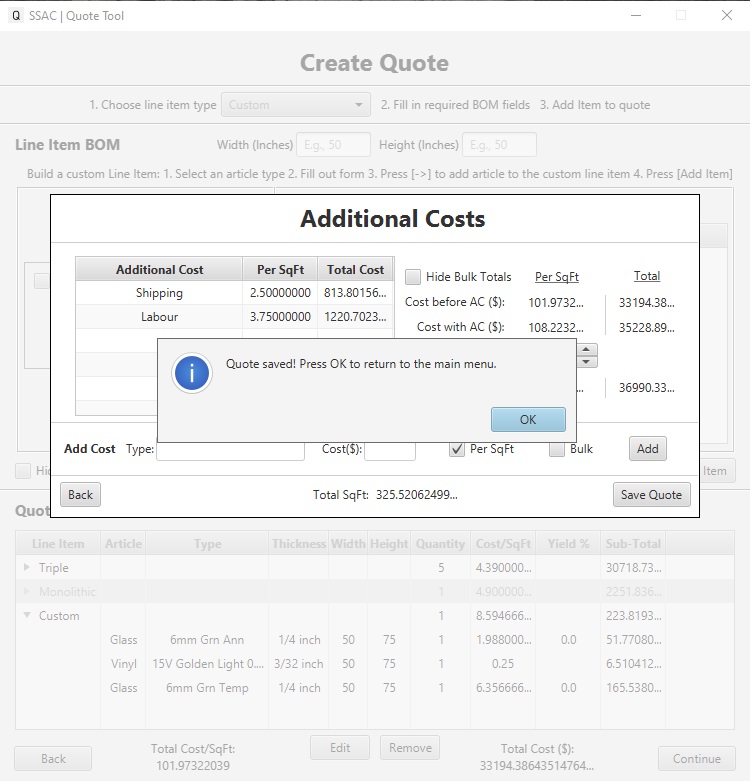 SSAC | Quote Tool
Create Quote
1. Choose line item type Custom 2. Fill in required BOM fields 3. Add Item to quote
Line Item BOM Width (Inches) E.g., 50 Height (Inches) E.g., 50
Build a custom Line Item: 1. Select an article type 2. Fill out form 3. Press [->] to add article to the custom line item 4. Press [Add Item]
Additional Costs
Additional Cost Per SqFt Total Cost
Shipping 2.50000000 813.80156...
Labour 3.75000000 1220.7023...
Hide Bulk Totals Per SqFt Total
Cost before AC ($): 101.9732... 33194.38...
Cost with AC ($): 108.2232... 35228.89...
36990.33...
Quote saved! Press OK to return to the main menu.
OK
Add Cost Type: Cost($): Per SqFt Bulk Add
Back Total SqFt: 325.52062499... Save Quote
Item
Line Item Article Type Thickness Width Height Quantity Cost/SqFt Yield % Sub-Total
Triple 5 4.390000... 30718.73...
Monolithic 1 4.900000... 2251.836...
Custom 1 8.594666... 223.8193...
Glass 6mm Grn Ann 1/4 inch 50 75 1 1.988000... 0.0 51.77080...
Vinyl 15V Golden Light 0.... 3/32 inch 50 75 1 0.25 6.510412...
Glass 6mm Grn Temp 1/4 inch 50 75 1 6.356666... 0.0 165.5380...
Back Total Cost/SqFt: Edit Remove Total Cost ($): Continue
101.97322039 33194.38643514764...